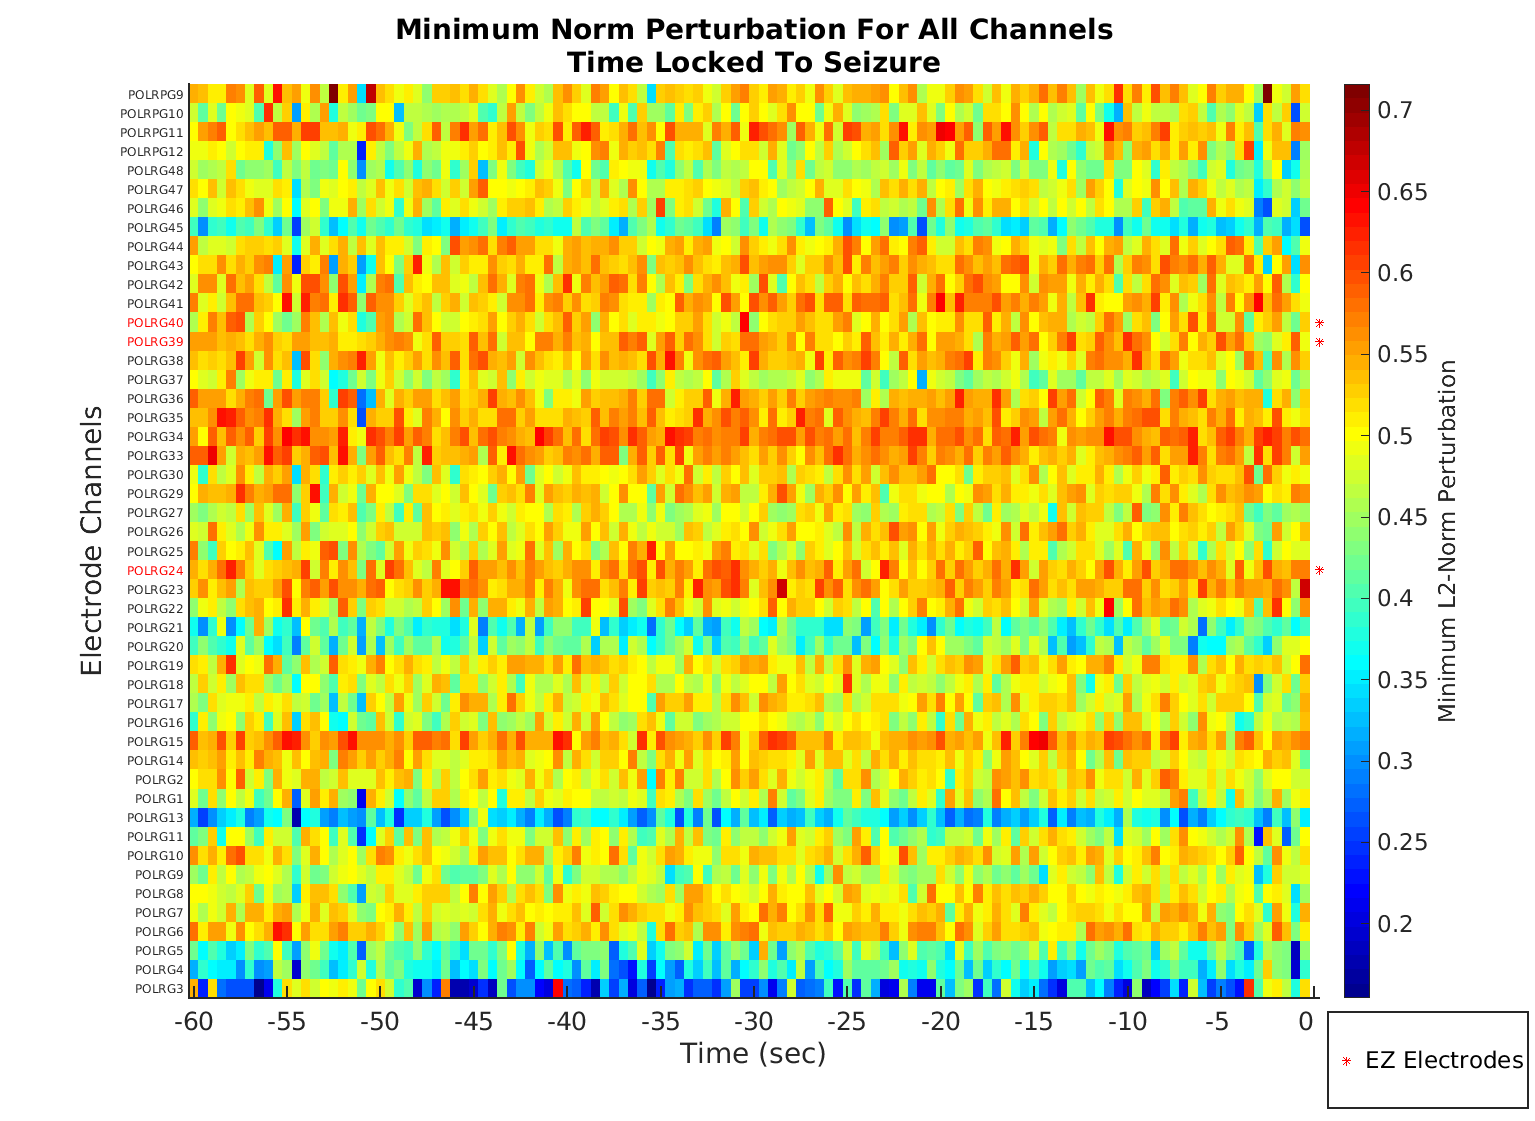 Minimum Norm Perturbation For All Channels
Time Locked To Seizure
Electrode Channels
POLRPG9
POLRPG10
POLRPG11
POLRPG12
POLRG48
POLRG47
POLRG46
POLRG45
POLRG44
POLRG43
POLRG42
POLRG41
POLRG40
POLRG39
POLRG38
POLRG37
POLRG36
POLRG35
POLRG34
POLRG33
POLRG30
POLRG29
POLRG27
POLRG26
POLRG25
POLRG24
POLRG23
POLRG22
POLRG21
POLRG20
POLRG19
POLRG18
POLRG17
POLRG16
POLRG15
POLRG14
POLRG2
POLRG1
POLRG13
POLRG11
POLRG10
POLRG9
POLRG8
POLRG7
POLRG6
POLRG5
POLRG4
POLRG3
-60 -55 -50 -45 -40 -35 -30 -25 -20 -15 -10 -5 0
Time (sec)
0.7
0.65
0.6
0.55
0.5
0.45
0.4
0.35
0.3
0.25
0.2
Minimum L2-Norm Perturbation
EZ Electrodes